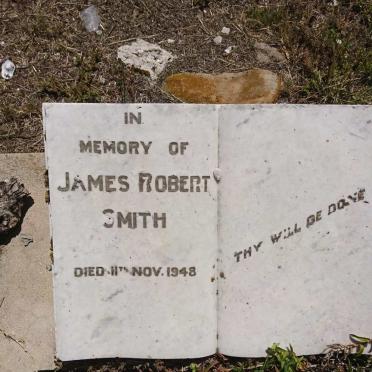 IN
MEMORY OF
JAMES ROBERT
SMITH
DIED 11TH NOV. 1948
THY WILL BE DONE